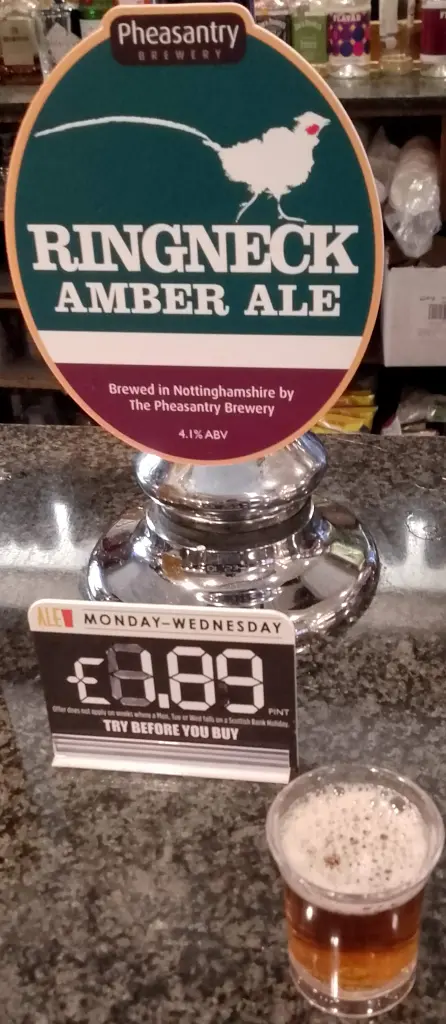 Pheasantry
BREWERY
RINGNECK
AMBER ALE
Brewed in Nottinghamshire by
The Pheasantry Brewery
4.1% ABV
ALE MONDAY–WEDNESDAY
£1.89
PINT
Offer does not apply on weeks where a Mon, Tue or Wed falls on a Scottish Bank Holiday.
TRY BEFORE YOU BUY